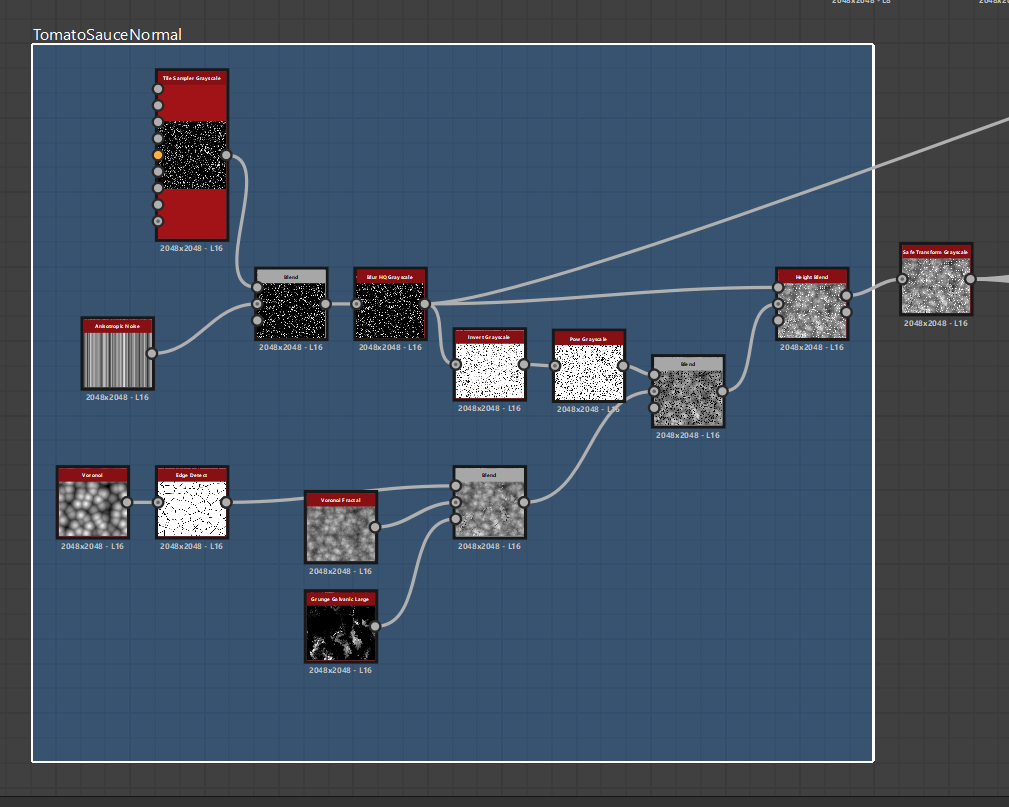 2048x2048 - L8
TomatoSauceNormal
Tile Sampler Grayscale
2048x2048 - L16
Blend
2048x2048 - L16
Blur HQ Grayscale
2048x2048 - L16
Height Blend
2048x2048 - L16
Safe Transform Grayscale
2048x2048 - L16
Anisotropic Noise
2048x2048 - L16
Invert Grayscale
2048x2048 - L16
Pow Grayscale
2048x2048 - L16
Blend
2048x2048 - L16
Voronoi
2048x2048 - L16
Edge Detect
2048x2048 - L16
Voronoi Fractal
2048x2048 - L16
Blend
2048x2048 - L16
Grunge Galvanic Large
2048x2048 - L16